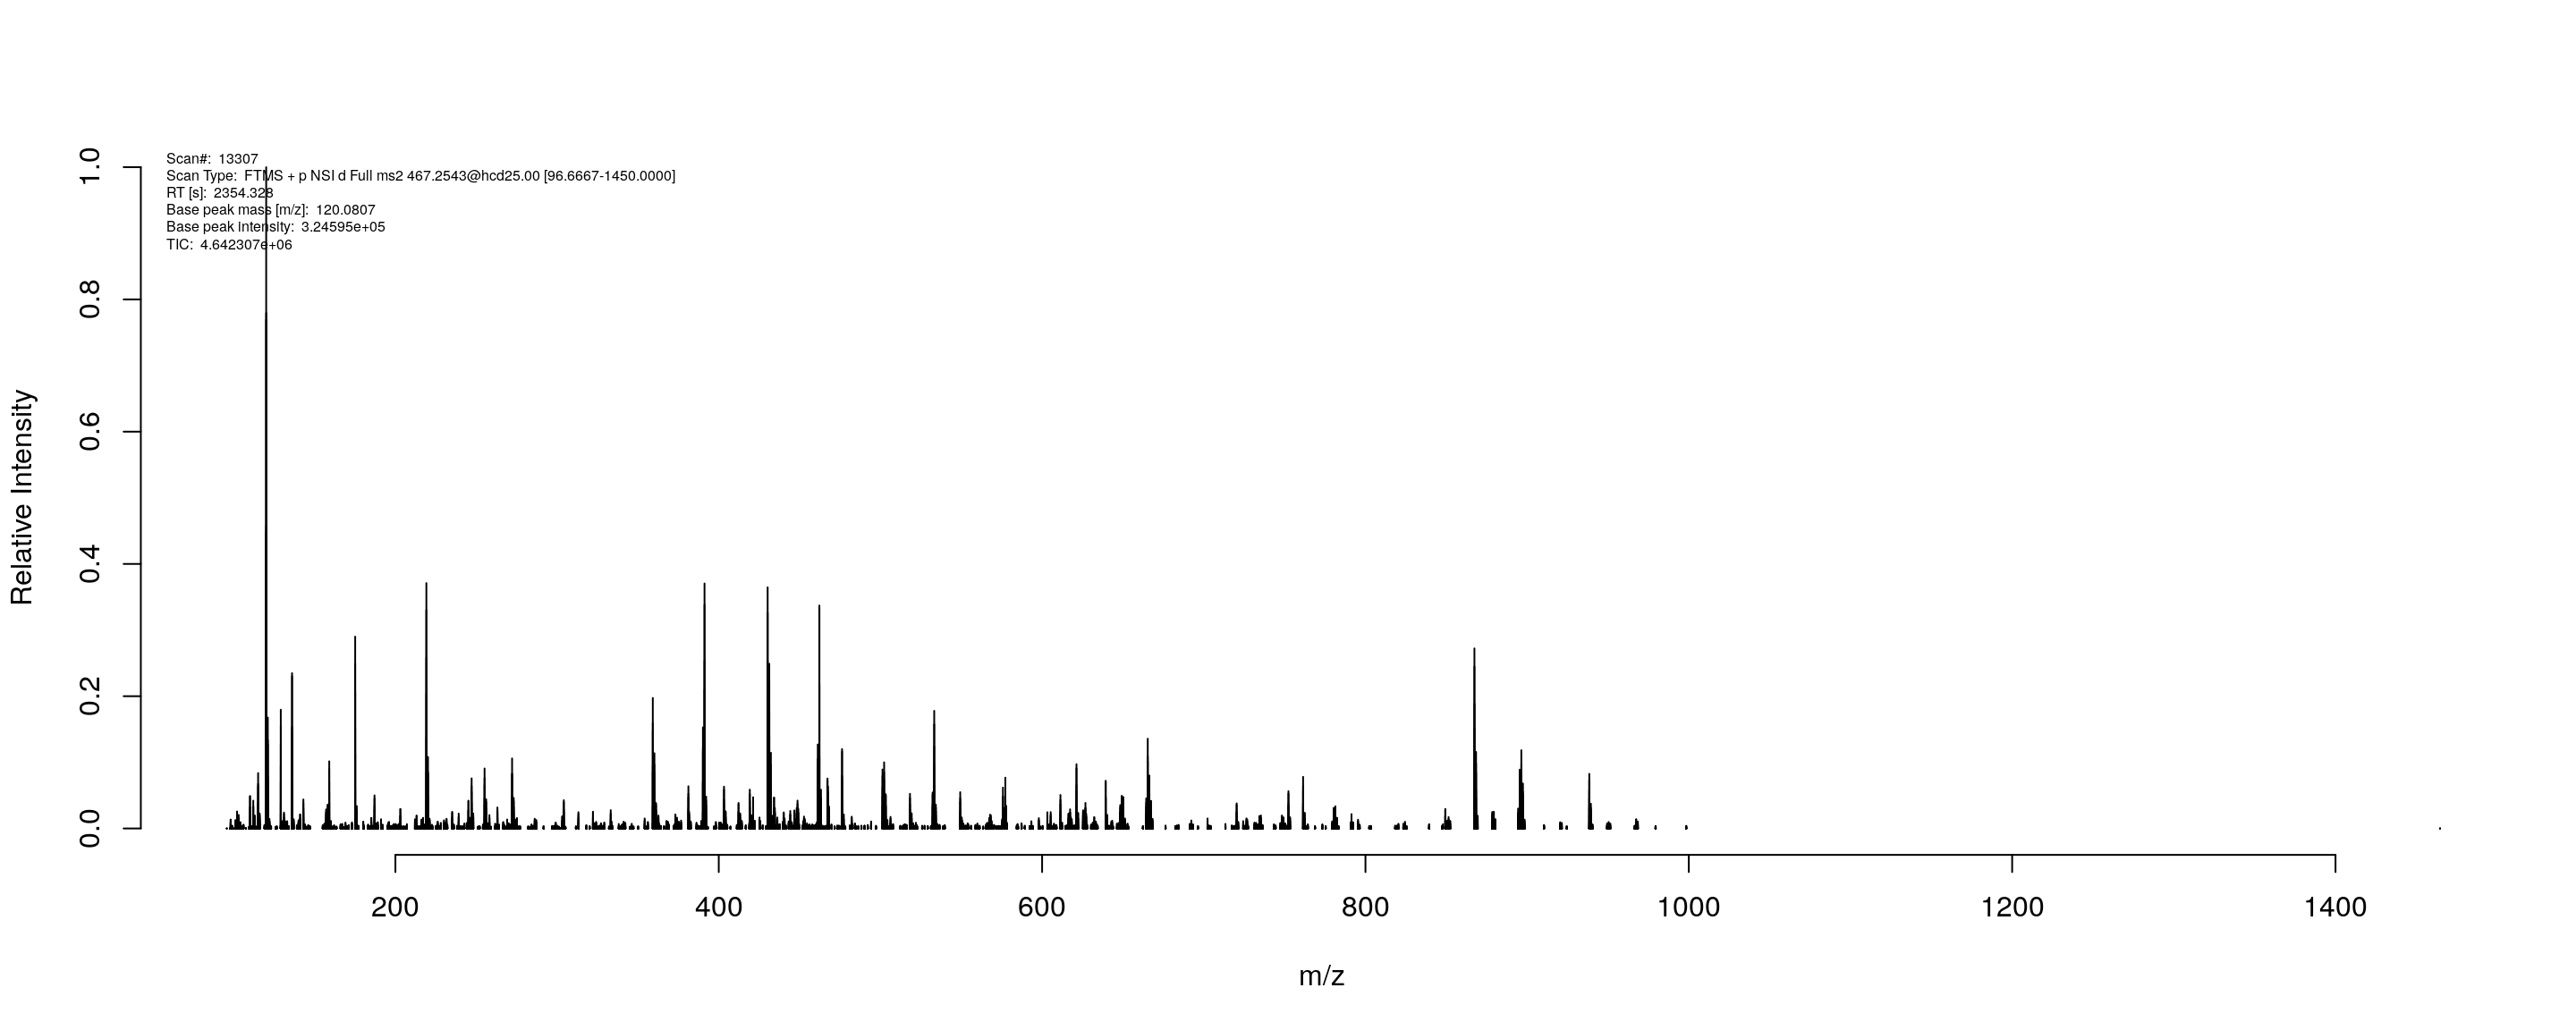 Scan#: 13307
Scan Type: FTMS + p NSI d Full ms2 467.2543@hcd25.00 [96.6667-1450.0000]
RT [s]: 2354.328
Base peak mass [m/z]: 120.0807
Base peak intensity: 3.24595e+05
TIC: 4.642307e+06
Relative Intensity
1.0
0.8
0.6
0.4
0.2
0.0
200 400 600 800 1000 1200 1400
m/z